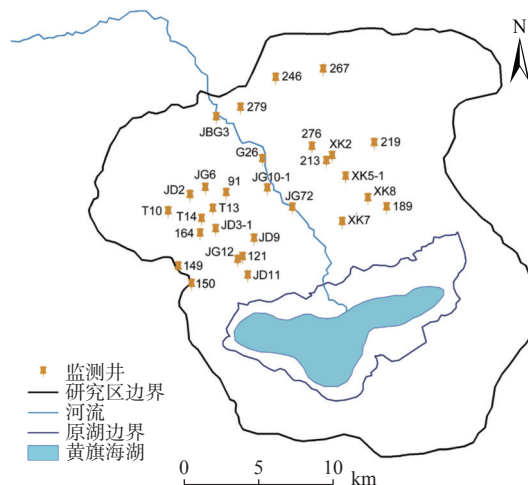 N
267
246
279
JBG3
276
XK2
219
G26
213
JG6
91
JG10-1
XK5-1
JD2
XK8
JG72
189
T10
T13
T14
XK7
164
JD3-1
JD9
JG12
121
149
JD11
150
监测井
研究区边界
河流
原湖边界
黄旗海湖
0 5 10
km